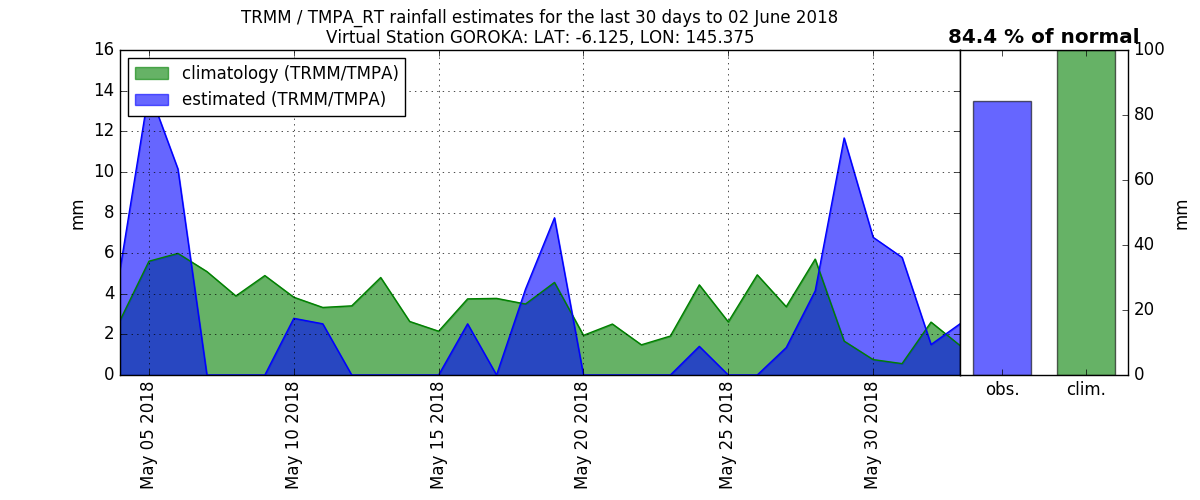 TRMM / TMPA_RT rainfall estimates for the last 30 days to 02 June 2018
Virtual Station GOROKA: LAT: -6.125, LON: 145.375
84.4 % of normal
climatology (TRMM/TMPA)
estimated (TRMM/TMPA)
mm
16
14
12
10
8
6
4
2
0
May 05 2018
May 10 2018
May 15 2018
May 20 2018
May 25 2018
May 30 2018
obs.
clim.
100
80
60
40
20
0
mm